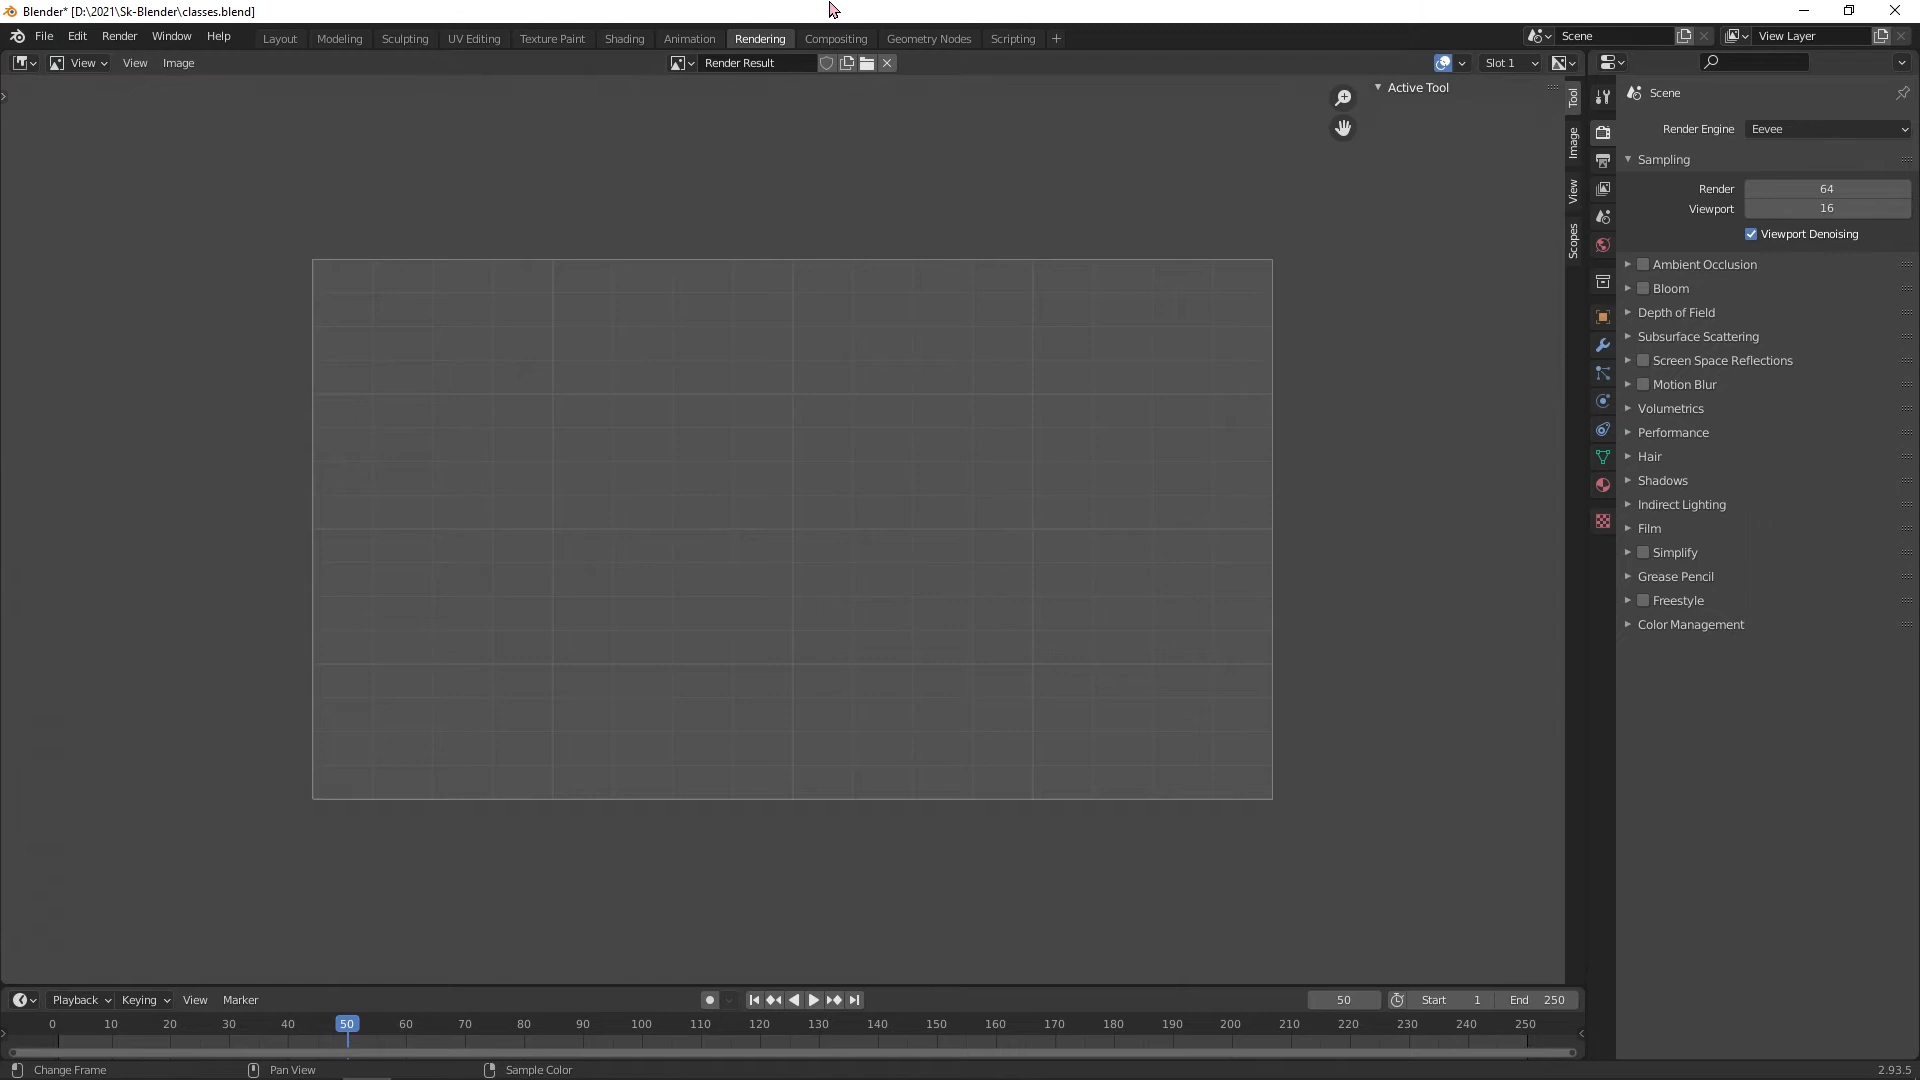 Blender* [D:\2021\Sk-Blender\classes.blend]
File Edit Render Window Help Layout Modeling Sculpting UV Editing Texture Paint Shading Animation Rendering Compositing Geometry Nodes Scripting + Scene View Layer
View View Image Render Result Slot 1
Active Tool
Tool
Image
View
Scopes
Scene
Render Engine Eevee
Sampling
Render 64
Viewport 16
Viewport Denoising
Ambient Occlusion
Bloom
Depth of Field
Subsurface Scattering
Screen Space Reflections
Motion Blur
Volumetrics
Performance
Hair
Shadows
Indirect Lighting
Film
Simplify
Grease Pencil
Freestyle
Color Management
Playback Keying View Marker 50 Start 1 End 250
0 10 20 30 40 50 60 70 80 90 100 110 120 130 140 150 160 170 180 190 200 210 220 230 240 250
Change Frame Pan View Sample Color 2.93.5